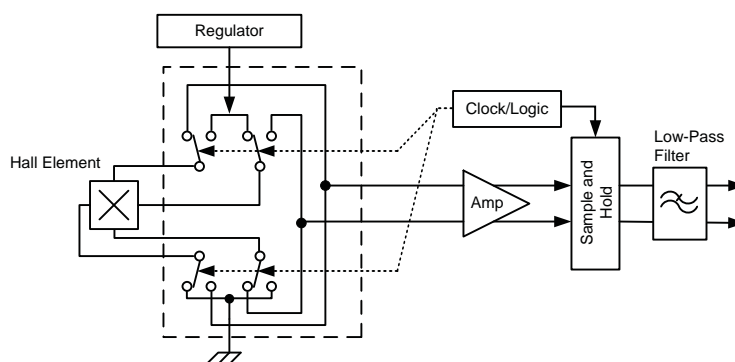 Regulator
Clock/Logic
Low-Pass
Filter
Hall Element
Amp
Sample and
Hold